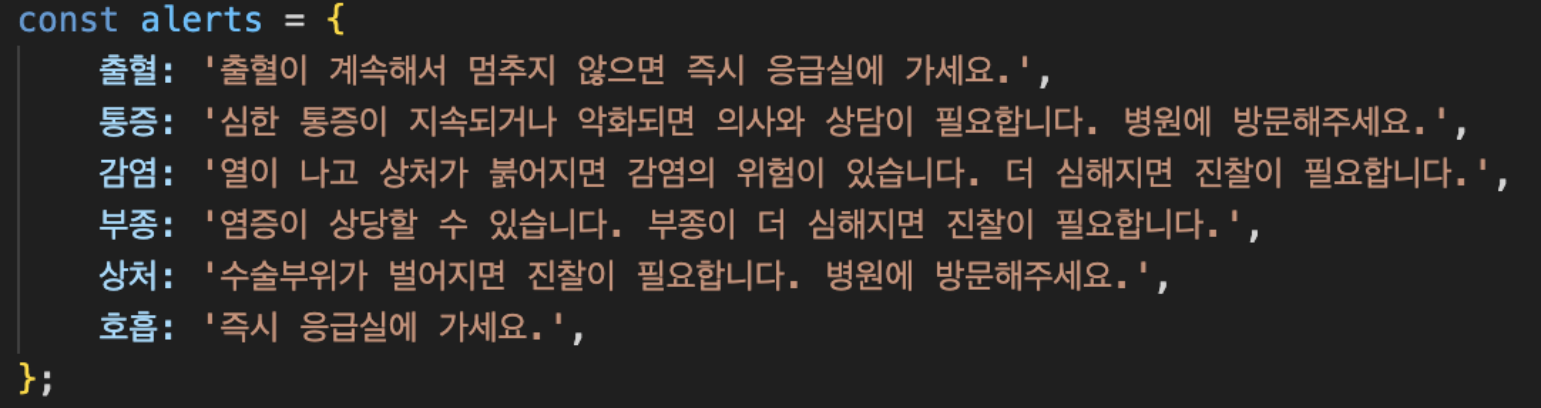 const alerts = {
    출혈: '출혈이 계속해서 멈추지 않으면 즉시 응급실에 가세요.',
    통증: '심한 통증이 지속되거나 악화되면 의사와 상담이 필요합니다. 병원에 방문해주세요.',
    감염: '열이 나고 상처가 붉어지면 감염의 위험이 있습니다. 더 심해지면 진찰이 필요합니다.',
    부종: '염증이 상당할 수 있습니다. 부종이 더 심해지면 진찰이 필요합니다.',
    상처: '수술부위가 벌어지면 진찰이 필요합니다. 병원에 방문해주세요.',
    호흡: '즉시 응급실에 가세요.',
};